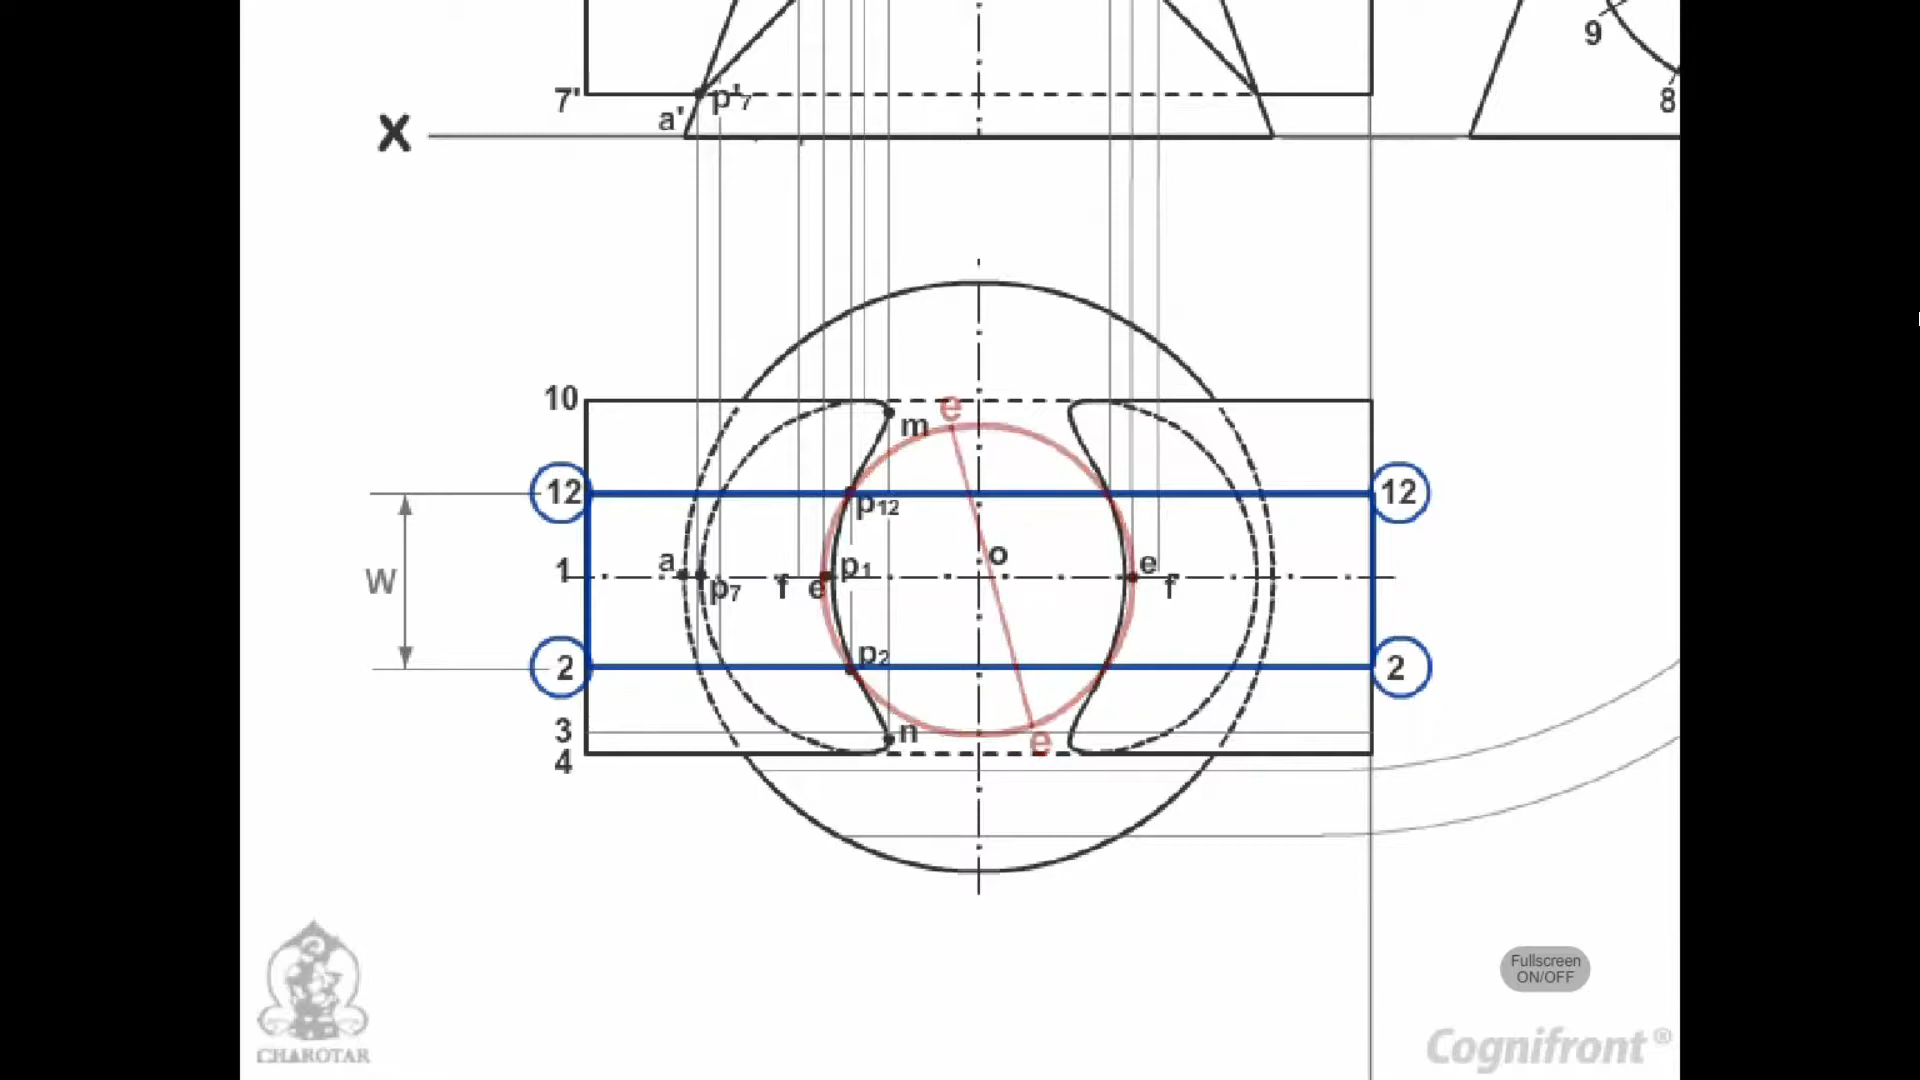 9
7'
p'7
8
a'
X
10
e
m
12
12
p12
o
a
1
p1
e
W
p7
f
e
f
p2
2
2
3
n
e
4
Fullscreen
ON/OFF
CHAROTAR
Cognifront®